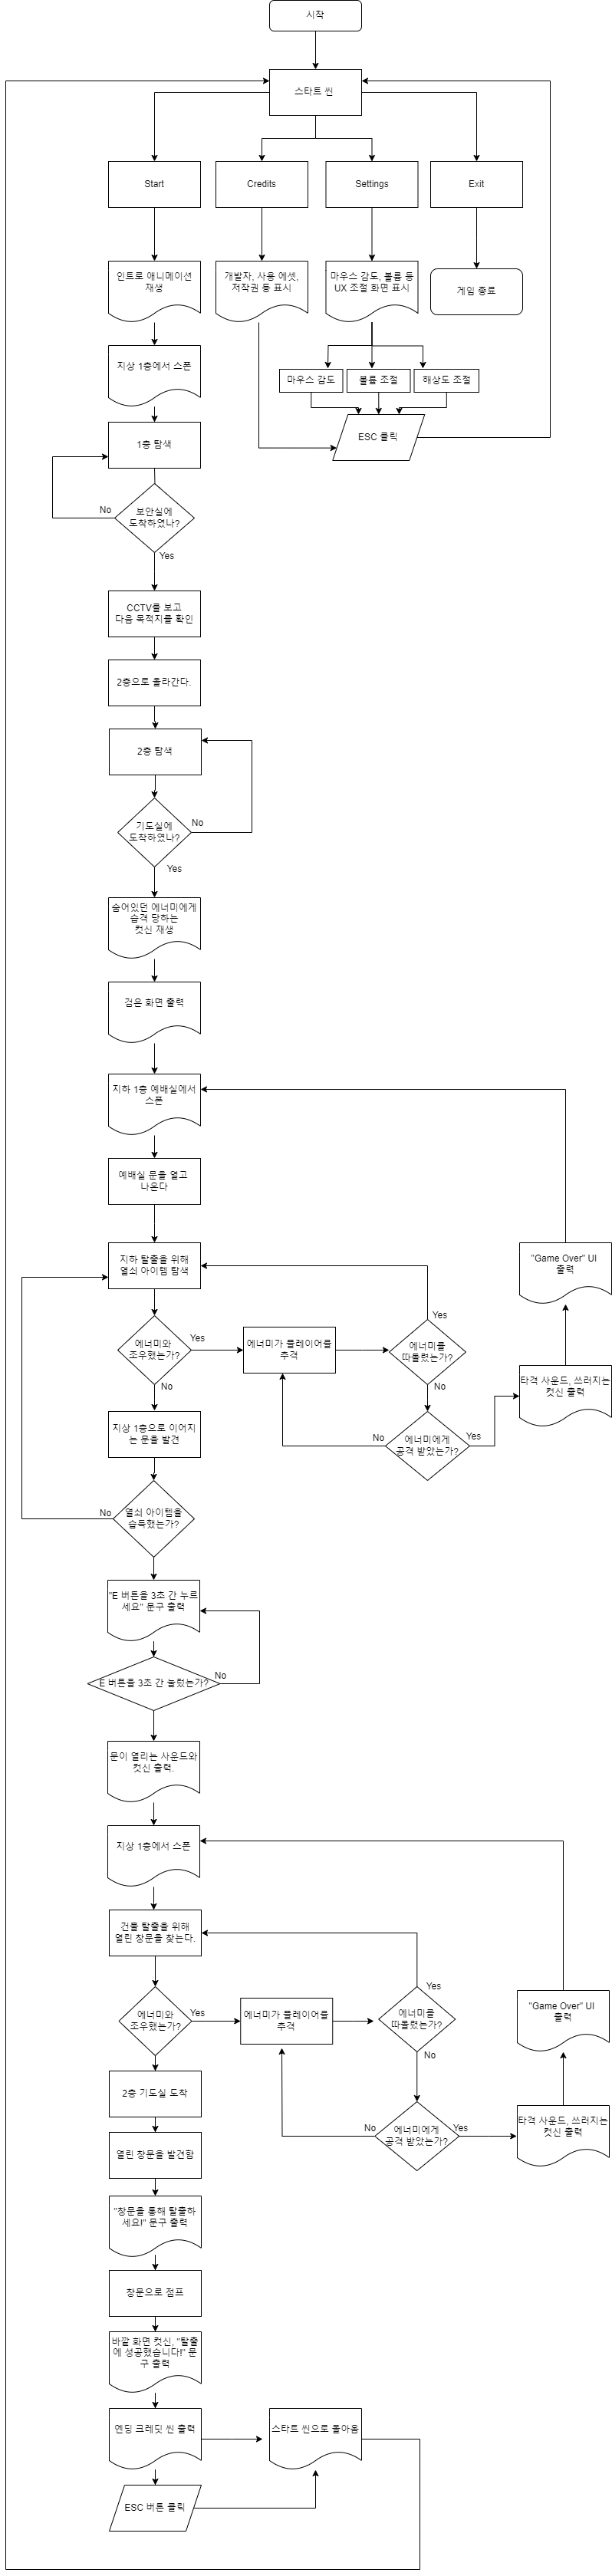 시작
스타트 씬
Start
Credits
Settings
Exit
인트로 애니메이션
재생
개발자, 사용 에셋,
저작권 등 표시
마우스 감도, 볼륨 등
UX 조절 화면 표시
게임 종료
지상 1층에서 스폰
마우스 감도
볼륨 조절
해상도 조절
ESC 클릭
1층 탐색
No
보안실에
도착하였나?
Yes
CCTV를 보고
다음 목적지를 확인
2층으로 올라간다.
2층 탐색
기도실에
도착하였나?
No
Yes
숨어있던 에너미에게
습격 당하는
컷신 재생
검은 화면 출력
지하 1층 예배실에서
스폰
예배실 문을 열고
나온다
지하 탈출을 위해
열쇠 아이템 탐색
"Game Over" UI
출력
에너미와
조우했는가?
Yes
No
에너미가 플레이어를
추격
Yes
에너미를
따돌렸는가?
No
타격 사운드, 쓰러지는
컷신 출력
지상 1층으로 이어지
는 문을 발견
No
에너미에게
공격 받았는가?
Yes
No
열쇠 아이템을
습득했는가?
"E 버튼을 3초 간 누르
세요" 문구 출력
E 버튼을 3초 간 눌렀는가?
No
문이 열리는 사운드와
컷신 출력.
지상 1층에서 스폰
건물 탈출을 위해
열린 창문을 찾는다.
에너미와
조우했는가?
Yes
에너미가 플레이어를
추격
Yes
에너미를
따돌렸는가?
No
"Game Over" UI
출력
2층 기도실 도착
No
에너미에게
공격 받았는가?
Yes
타격 사운드, 쓰러지는
컷신 출력
열린 창문을 발견함
"창문을 통해 탈출하
세요!" 문구 출력
창문으로 점프
바깥 화면 컷신, "탈출
에 성공했습니다!" 문
구 출력
엔딩 크레딧 씬 출력
스타트 씬으로 돌아옴
ESC 버튼 클릭